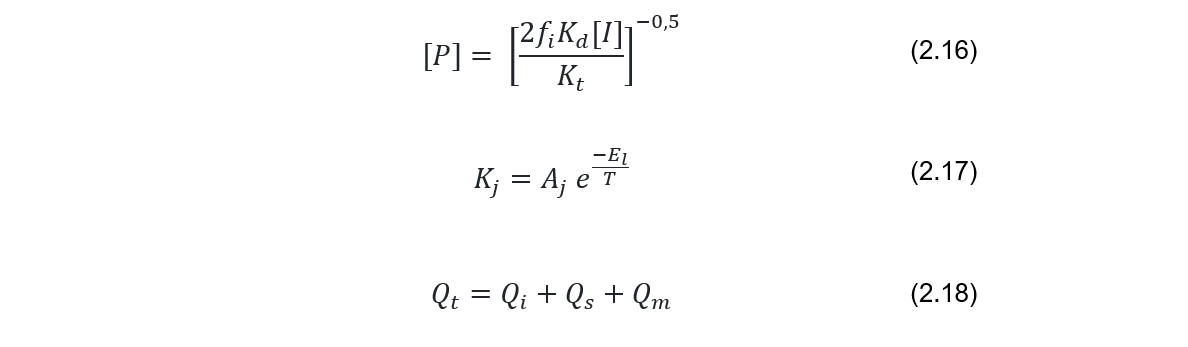 [P] = [2f_i K_d[I] / K_t]^{-0,5} (2.16)
K_j = A_j e^{-E_l / T} (2.17)
Q_t = Q_i + Q_s + Q_m (2.18)